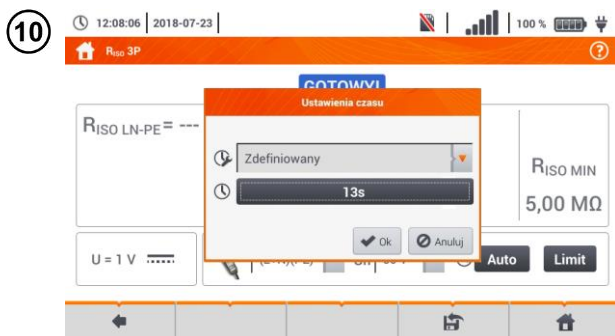 10
12:08:06 2018-07-23 100 %
RISO 3P ?
GOTOWY!
Ustawienia czasu
RISO LN-PE= ---
Zdefiniowany
13s
RISO MIN
5,00 MΩ
Ok Anuluj
U = 1 V Auto Limit